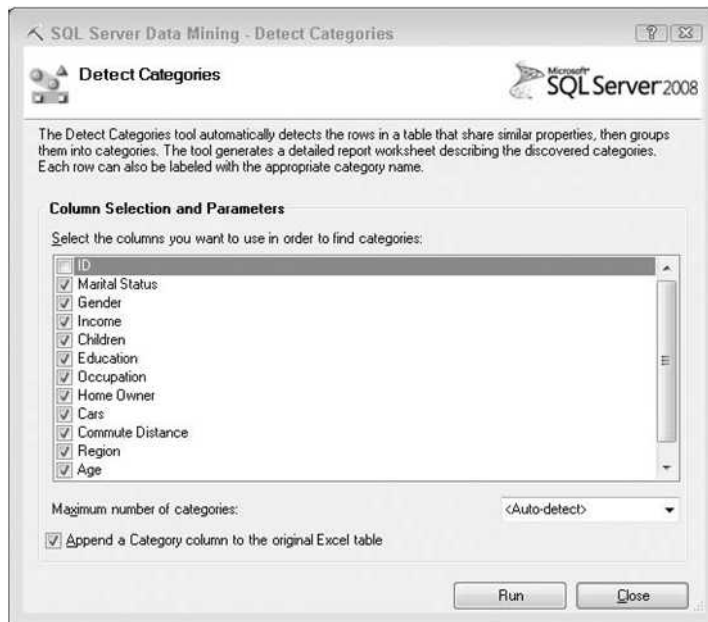 SQL Server Data Mining - Detect Categories
Detect Categories
Microsoft
SQL Server 2008
The Detect Categories tool automatically detects the rows in a table that share similar properties, then groups
them into categories. The tool generates a detailed report worksheet describing the discovered categories.
Each row can also be labeled with the appropriate category name.
Column Selection and Parameters
Select the columns you want to use in order to find categories:
ID
Marital Status
Gender
Income
Children
Education
Occupation
Home Owner
Cars
Commute Distance
Region
Age
Maximum number of categories:
<Auto-detect>
Append a Category column to the original Excel table
Run
Close